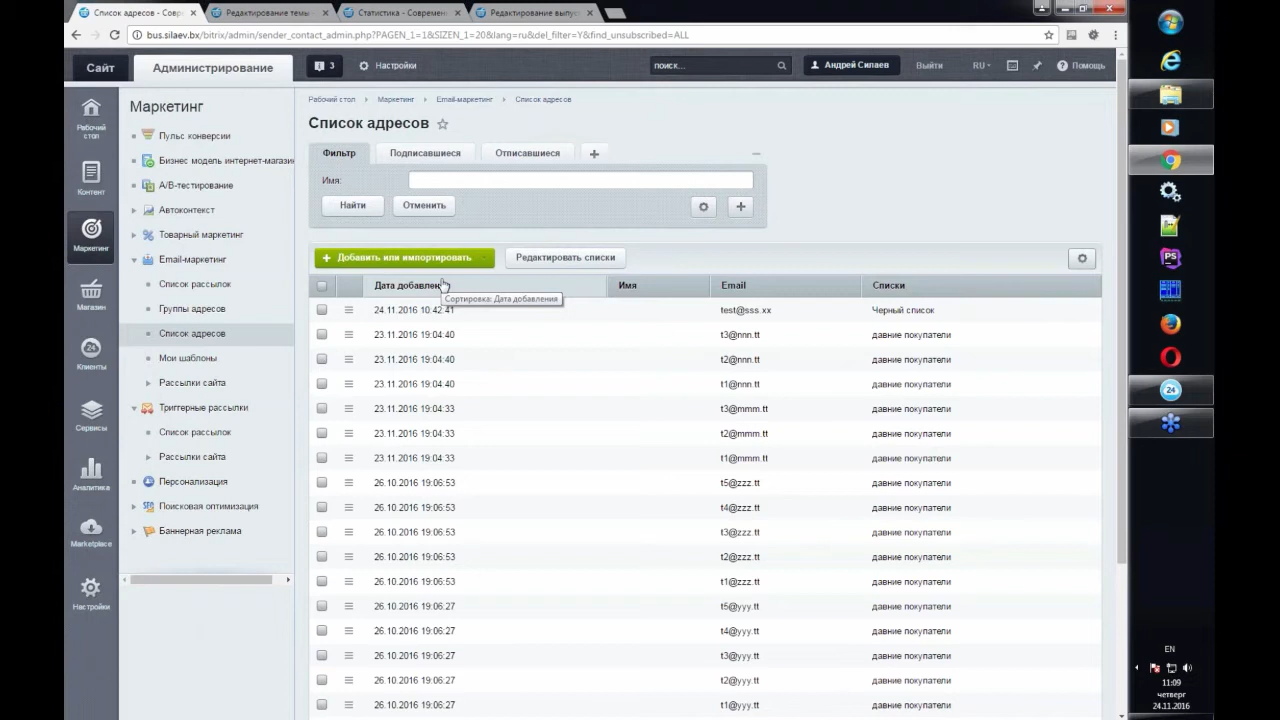 Список адресов - Совре
Редактирование темы
Статистика - Современ
Редактирование выпус
bus.silaev.bx/bitrix/admin/sender_contact_admin.php?PAGEN_1=1&SIZEN_1=20&lang=ru&del_filter=Y&find_unsubscribed=ALL
Сайт
Администрирование
3
Настройки
поиск...
Андрей Силаев
Выйти
RU
Помощь
Рабочий стол
Контент
Маркетинг
Магазин
24
Клиенты
Сервисы
Аналитика
Marketplace
Настройки
Маркетинг
Пульс конверсии
Бизнес модель интернет-магази
A/B-тестирование
Автоконтекст
Товарный маркетинг
Email-маркетинг
Список рассылок
Группы адресов
Список адресов
Мои шаблоны
Рассылки сайта
Триггерные рассылки
Список рассылок
Рассылки сайта
Персонализация
Поисковая оптимизация
Баннерная реклама
Рабочий стол Маркетинг Email-маркетинг Список адресов
Список адресов
Фильтр Подписавшиеся Отписавшиеся
Имя:
Найти Отменить
Добавить или импортировать Редактировать списки
Дата добавлен Имя Email Списки
Сортировка: Дата добавления
24.11.2016 10:42:41 test@sss.xx Черный список
23.11.2016 19:04:40 t3@nnn.tt давние покупатели
23.11.2016 19:04:40 t2@nnn.tt давние покупатели
23.11.2016 19:04:40 t1@nnn.tt давние покупатели
23.11.2016 19:04:33 t3@mmm.tt давние покупатели
23.11.2016 19:04:33 t2@mmm.tt давние покупатели
23.11.2016 19:04:33 t1@mmm.tt давние покупатели
26.10.2016 19:06:53 t5@zzz.tt давние покупатели
26.10.2016 19:06:53 t4@zzz.tt давние покупатели
26.10.2016 19:06:53 t3@zzz.tt давние покупатели
26.10.2016 19:06:53 t2@zzz.tt давние покупатели
26.10.2016 19:06:53 t1@zzz.tt давние покупатели
26.10.2016 19:06:27 t5@yyy.tt давние покупатели
26.10.2016 19:06:27 t4@yyy.tt давние покупатели
26.10.2016 19:06:27 t3@yyy.tt давние покупатели
26.10.2016 19:06:27 t2@yyy.tt давние покупатели
26.10.2016 19:06:27 t1@yyy.tt давние покупатели
PS
24
EN
11:09
четверг
24.11.2016